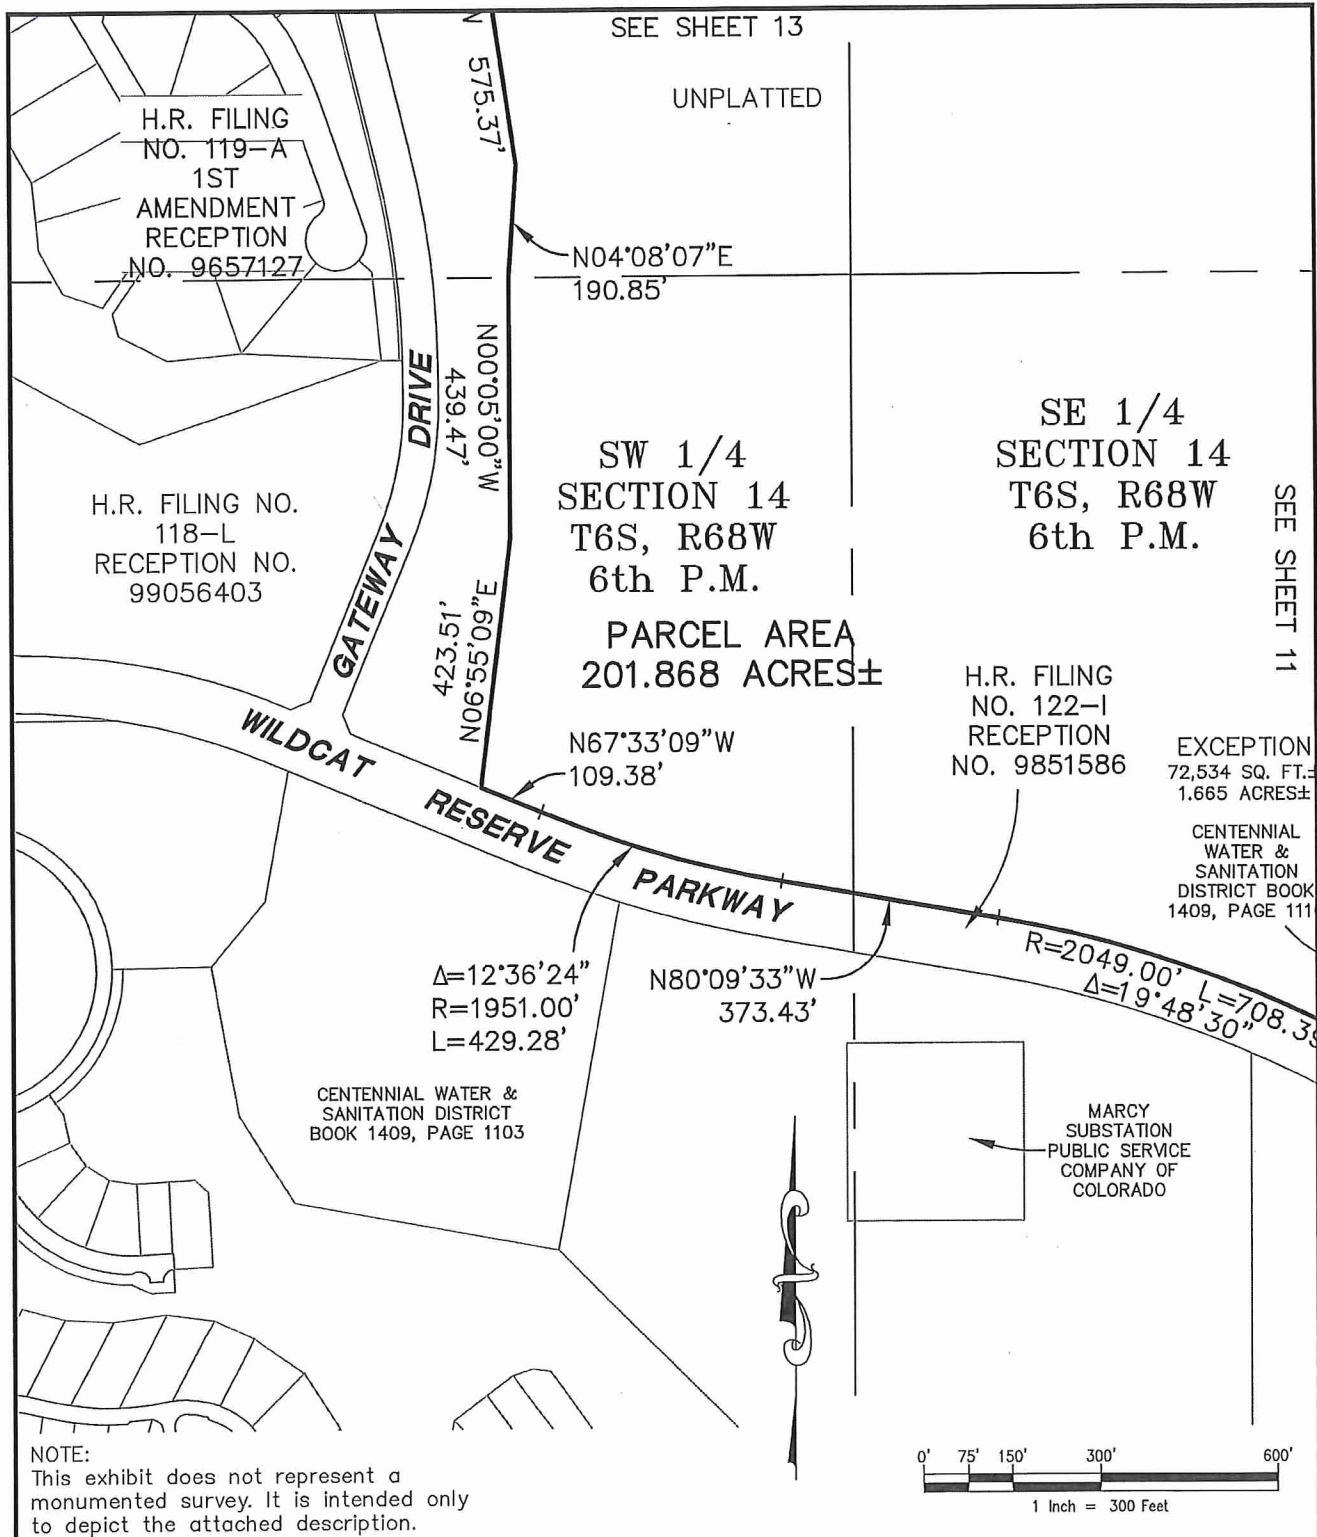 SEE SHEET 13
UNPLATTED
N 575.37'
H.R. FILING
NO. 119-A
1ST
AMENDMENT
RECEPTION
NO. 9657127
N04°08'07"E
190.85'
N00°05'00"W
439.47'
GATEWAY DRIVE
SW 1/4
SECTION 14
T6S, R68W
6th P.M.
SE 1/4
SECTION 14
T6S, R68W
6th P.M.
SEE SHEET 11
H.R. FILING NO.
118-L
RECEPTION NO.
99056403
423.51'
N06°55'09"E
PARCEL AREA
201.868 ACRES±
H.R. FILING
NO. 122-I
RECEPTION
NO. 9851586
N67°33'09"W
109.38'
EXCEPTION
72,534 SQ. FT.±
1.665 ACRES±
CENTENNIAL
WATER &
SANITATION
DISTRICT BOOK
1409, PAGE 111
WILDCAT RESERVE PARKWAY
Δ=12°36'24"
R=1951.00'
L=429.28'
N80°09'33"W
373.43'
R=2049.00' L=708.39
Δ=19°48'30"
CENTENNIAL WATER &
SANITATION DISTRICT
BOOK 1409, PAGE 1103
MARCY
SUBSTATION
PUBLIC SERVICE
COMPANY OF
COLORADO
NOTE:
This exhibit does not represent a
monumented survey. It is intended only
to depict the attached description.
0' 75' 150' 300' 600'
1 Inch = 300 Feet